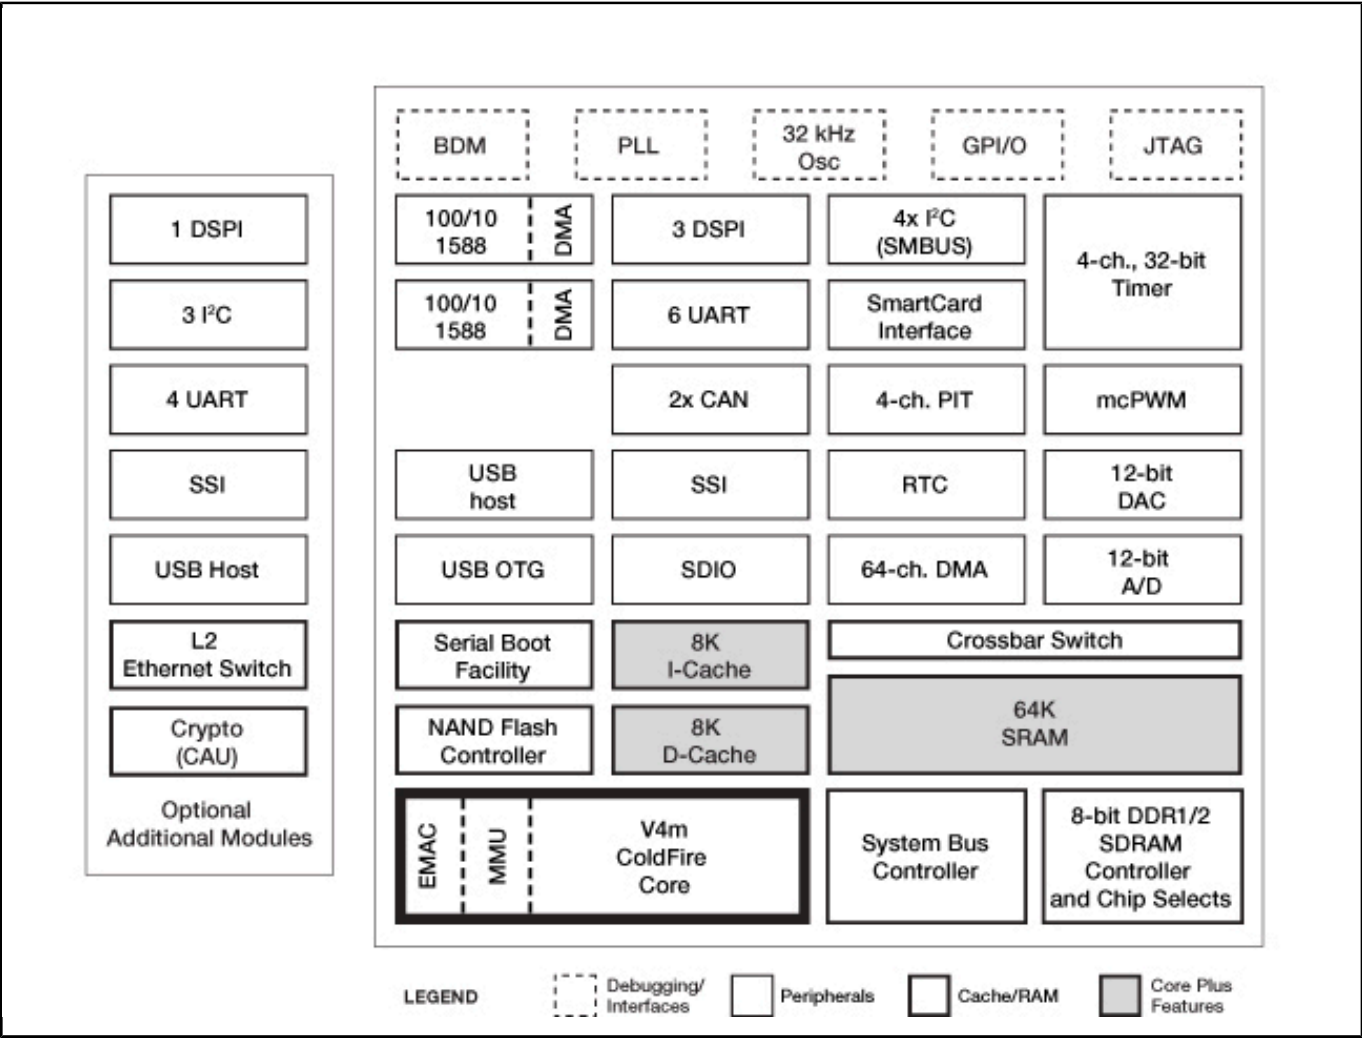 BDM
PLL
32 kHz
Osc
GPI/O
JTAG
1 DSPI
3 I²C
4 UART
SSI
USB Host
L2
Ethernet Switch
Crypto
(CAU)
Optional
Additional Modules
100/10
1588
DMA
3 DSPI
4x I²C
(SMBUS)
4-ch., 32-bit
Timer
100/10
1588
DMA
6 UART
SmartCard
Interface
2x CAN
4-ch. PIT
mcPWM
USB
host
SSI
RTC
12-bit
DAC
USB OTG
SDIO
64-ch. DMA
12-bit
A/D
Serial Boot
Facility
8K
I-Cache
Crossbar Switch
NAND Flash
Controller
8K
D-Cache
64K
SRAM
EMAC
MMU
V4m
ColdFire
Core
System Bus
Controller
8-bit DDR1/2
SDRAM
Controller
and Chip Selects
LEGEND
Debugging/
Interfaces
Peripherals
Cache/RAM
Core Plus
Features